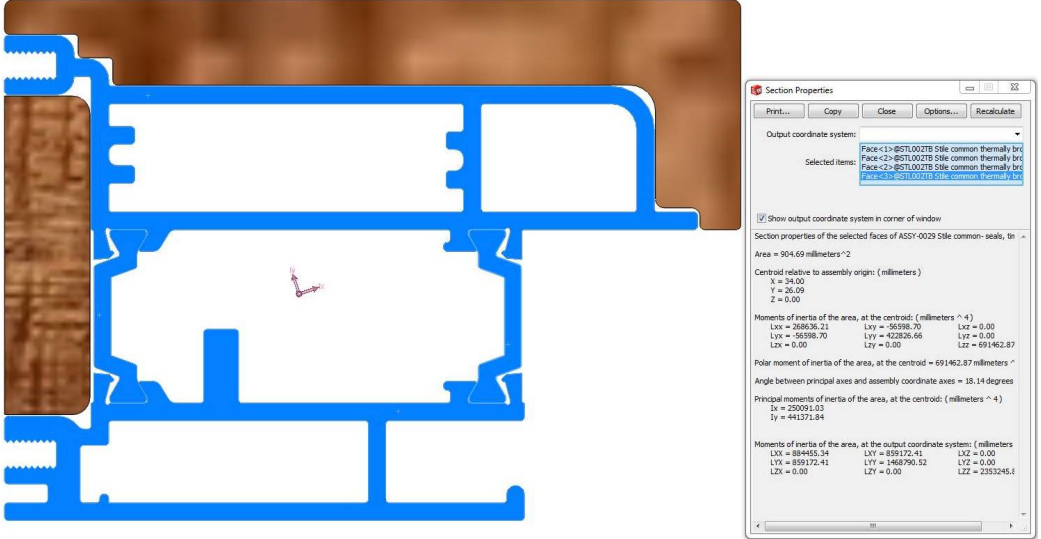 Section Properties
Print... Copy Close Options... Recalculate
Output coordinate system:
Face<1>@STL002TB Stile common thermally bro
Face<2>@STL002TB Stile common thermally bro
Selected items: Face<2>@STL002TB Stile common thermally bro
Face<3>@STL002TB Stile common thermally bro
Show output coordinate system in corner of window
Section properties of the selected faces of ASSY-0029 Stile common- seals, tin
Area = 904.69 millimeters^2
Centroid relative to assembly origin: ( millimeters )
X = 34.00
Y = 26.09
Z = 0.00
Moments of inertia of the area, at the centroid: ( millimeters ^ 4 )
Lxx = 268636.21 Lxy = -56598.70 Lxz = 0.00
Lyx = -56598.70 Lyy = 422826.66 Lyz = 0.00
Lzx = 0.00 Lzy = 0.00 Lzz = 691462.87
Polar moment of inertia of the area, at the centroid = 691462.87 millimeters ^
Angle between principal axes and assembly coordinate axes = 18.14 degrees
Principal moments of inertia of the area, at the centroid: ( millimeters ^ 4 )
Ix = 250091.03
Iy = 441371.84
Moments of inertia of the area, at the output coordinate system: ( millimeters
LXX = 884455.34 LXY = 859172.41 LXZ = 0.00
LYX = 859172.41 LYY = 1468790.52 LYZ = 0.00
LZX = 0.00 LZY = 0.00 LZZ = 2353245.8
Iy
Ix